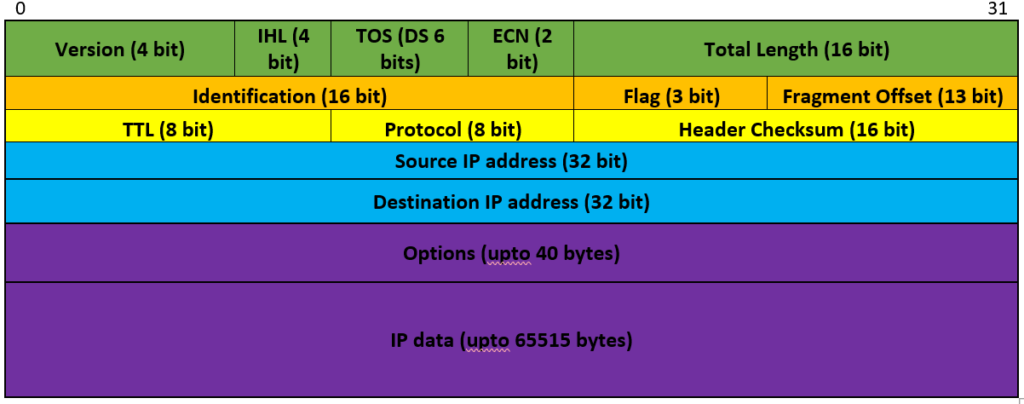 0 31
Version (4 bit) IHL (4 bit) TOS (DS 6 bits) ECN (2 bit) Total Length (16 bit)
Identification (16 bit) Flag (3 bit) Fragment Offset (13 bit)
TTL (8 bit) Protocol (8 bit) Header Checksum (16 bit)
Source IP address (32 bit)
Destination IP address (32 bit)
Options (upto 40 bytes)
IP data (upto 65515 bytes)